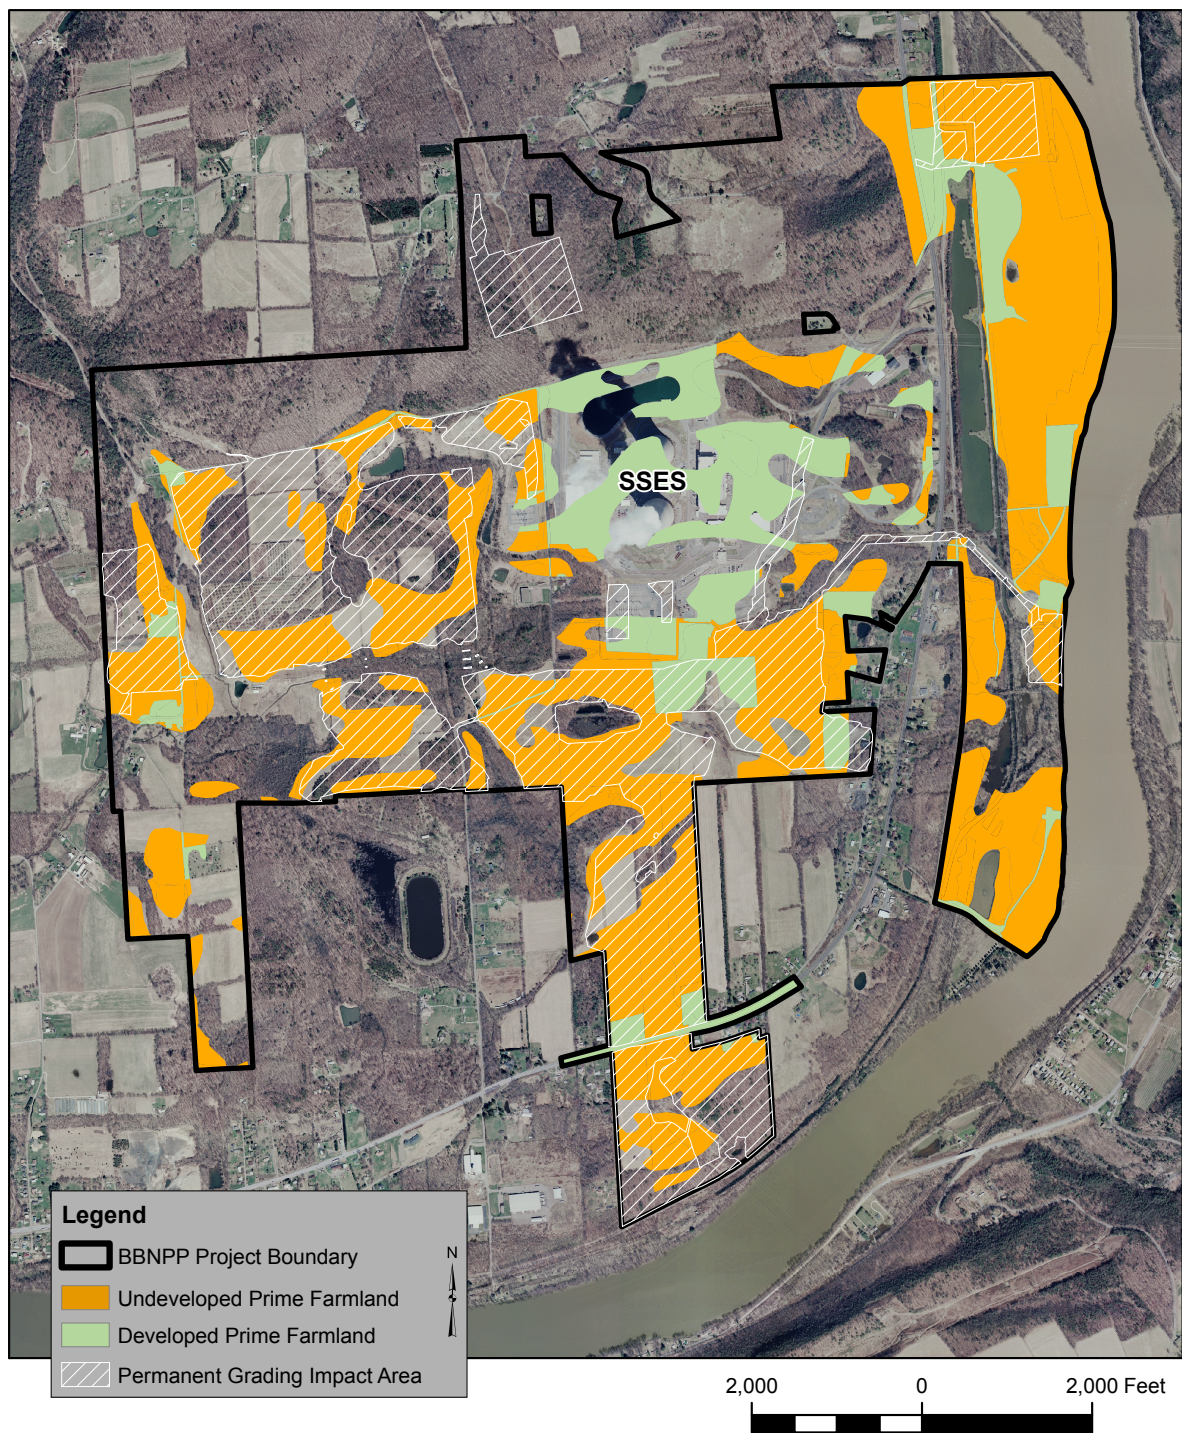 SSES
Legend
BBNPP Project Boundary
N
Undeveloped Prime Farmland
Developed Prime Farmland
Permanent Grading Impact Area
2,000 0 2,000 Feet